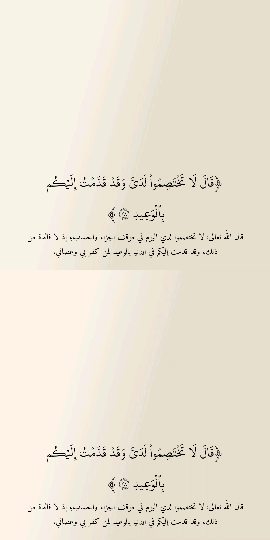 ﴿قَالَ لَا تَخْتَصِمُوا۟ لَدَىَّ وَقَدْ قَدَّمْتُ إِلَيْكُم
بِٱلْوَعِيدِ ۝ ﴾
قال الله تعالى: لا تختصموا لديَّ اليوم في موقف الجزاء والحساب؛ إذ لا فائدة من
ذلك، وقد قدمت إليكم في الدنيا بالوعيد لمن كفر بي وعصاني.
﴿قَالَ لَا تَخْتَصِمُوا۟ لَدَىَّ وَقَدْ قَدَّمْتُ إِلَيْكُم
بِٱلْوَعِيدِ ۝ ﴾
قال الله تعالى: لا تختصموا لديَّ اليوم في موقف الجزاء والحساب؛ إذ لا فائدة من
ذلك، وقد قدمت إليكم في الدنيا بالوعيد لمن كفر بي وعصاني.